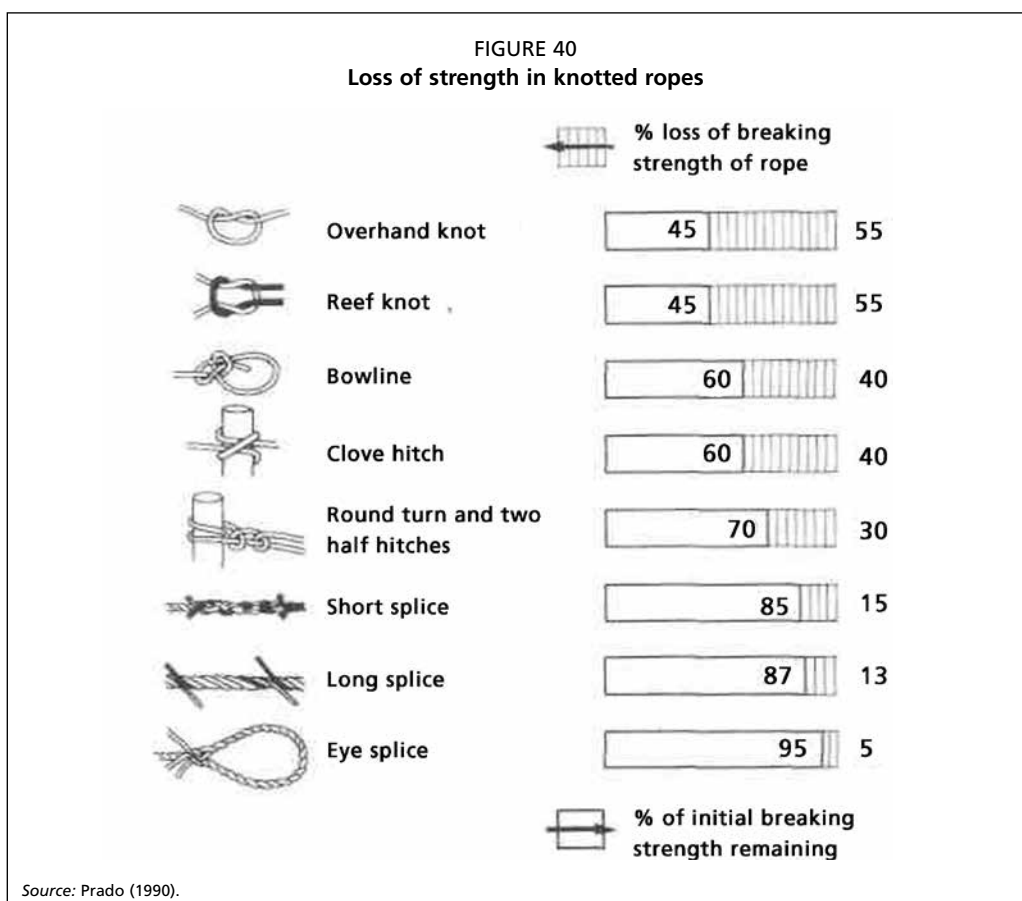 FIGURE 40
Loss of strength in knotted ropes
% loss of breaking
strength of rope
Overhand knot 45 55
Reef knot 45 55
Bowline 60 40
Clove hitch 60 40
Round turn and two
half hitches 70 30
Short splice 85 15
Long splice 87 13
Eye splice 95 5
% of initial breaking
strength remaining
Source: Prado (1990).